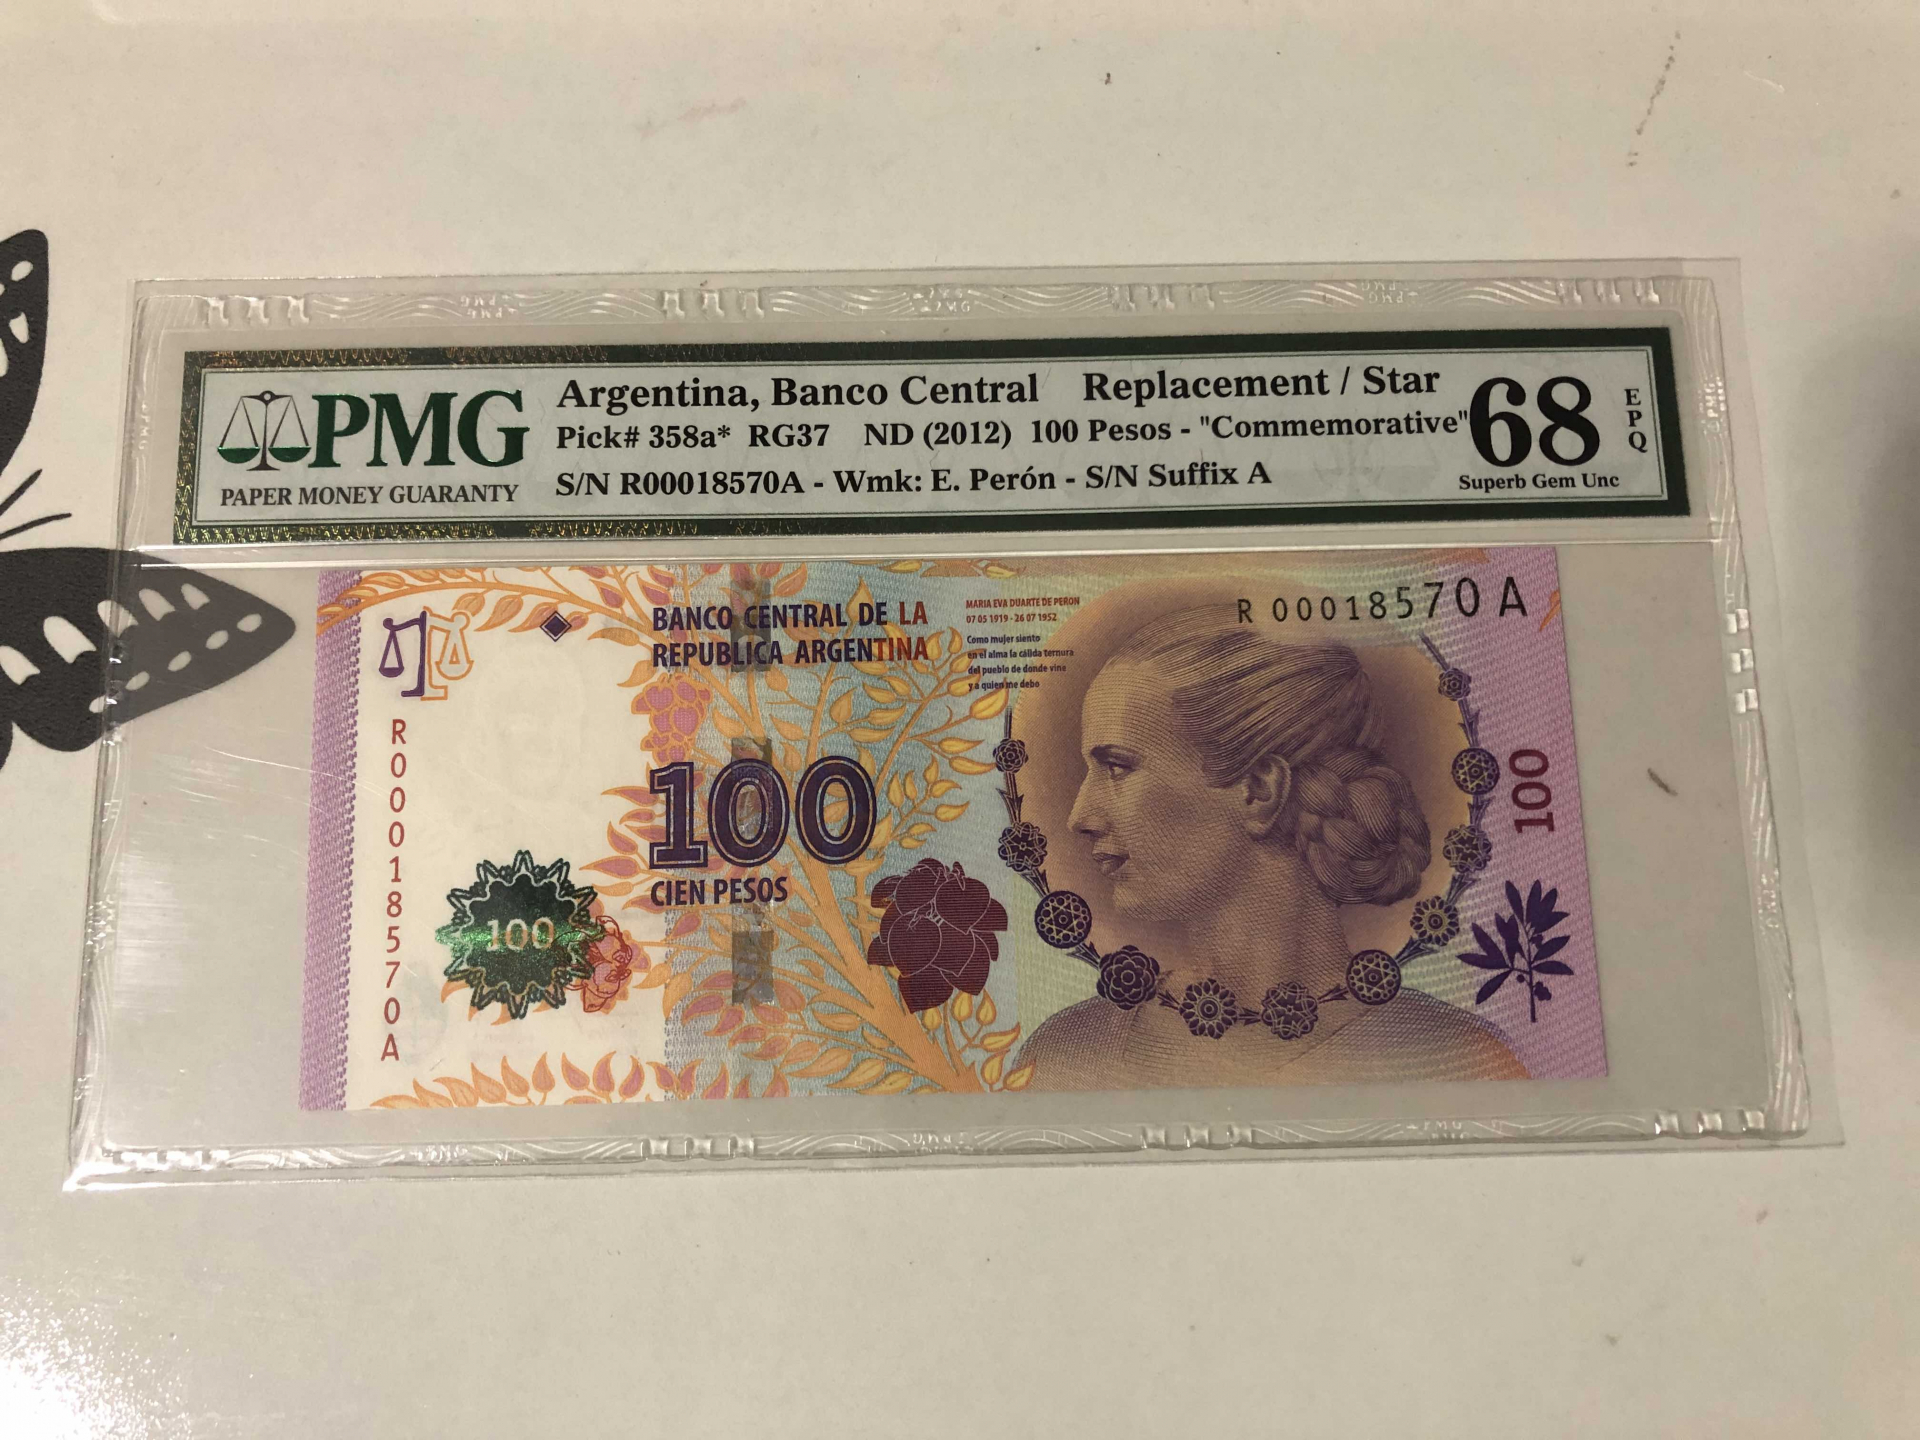 PMG
PAPER MONEY GUARANTY
Argentina, Banco Central Replacement / Star
Pick# 358a* RG37 ND (2012) 100 Pesos - "Commemorative"
S/N R00018570A - Wmk: E. Perón - S/N Suffix A
68
EPQ
Superb Gem Unc
BANCO CENTRAL DE LA
REPUBLICA ARGENTINA
MARIA EVA DUARTE DE PERON
07 05 1919 - 26 07 1952
Como mujer siento
en el alma la cálida ternura
del pueblo de donde vine
y a quien me debo
R 00018570 A
R00018570A
100
CIEN PESOS
100
100